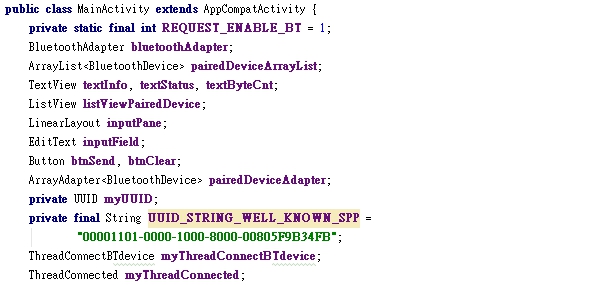 public class MainActivity extends AppCompatActivity {
private static final int REQUEST_ENABLE_BT = 1;
BluetoothAdapter bluetoothAdapter;
ArrayList<BluetoothDevice> pairedDeviceArrayList;
TextView textInfo, textStatus, textByteCnt;
ListView listViewPairedDevice;
LinearLayout inputPane;
EditText inputField;
Button btnSend, btnClear;
ArrayAdapter<BluetoothDevice> pairedDeviceAdapter;
private UUID myUUID;
private final String UUID_STRING_WELL_KNOWN_SPP =
"00001101-0000-1000-8000-00805F9B34FB";
ThreadConnectBTdevice myThreadConnectBTdevice;
ThreadConnected myThreadConnected;